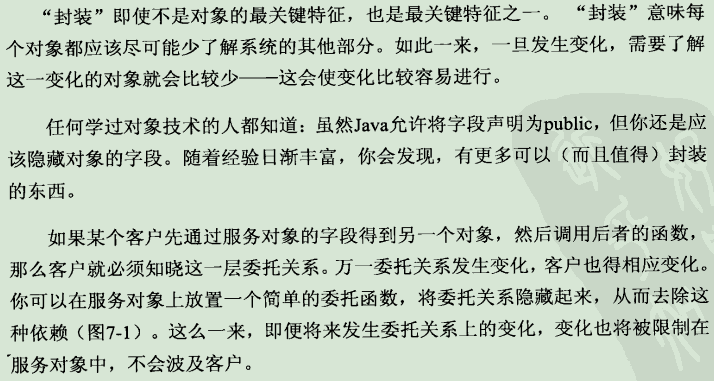 “封装”即使不是对象的最关键特征，也是最关键特征之一。 “封装”意味每
个对象都应该尽可能少了解系统的其他部分。如此一来，一旦发生变化，需要了解
这一变化的对象就会比较少——这会使变化比较容易进行。
任何学过对象技术的人都知道：虽然Java允许将字段声明为public，但你还是应
该隐藏对象的字段。随着经验日渐丰富，你会发现，有更多可以（而且值得）封装
的东西。
如果某个客户先通过服务对象的字段得到另一个对象，然后调用后者的函数，
那么客户就必须知晓这一层委托关系。万一委托关系发生变化，客户也得相应变化。
你可以在服务对象上放置一个简单的委托函数，将委托关系隐藏起来，从而去除这
种依赖（图7-1）。这么一来，即便将来发生委托关系上的变化，变化也将被限制在
服务对象中，不会波及客户。